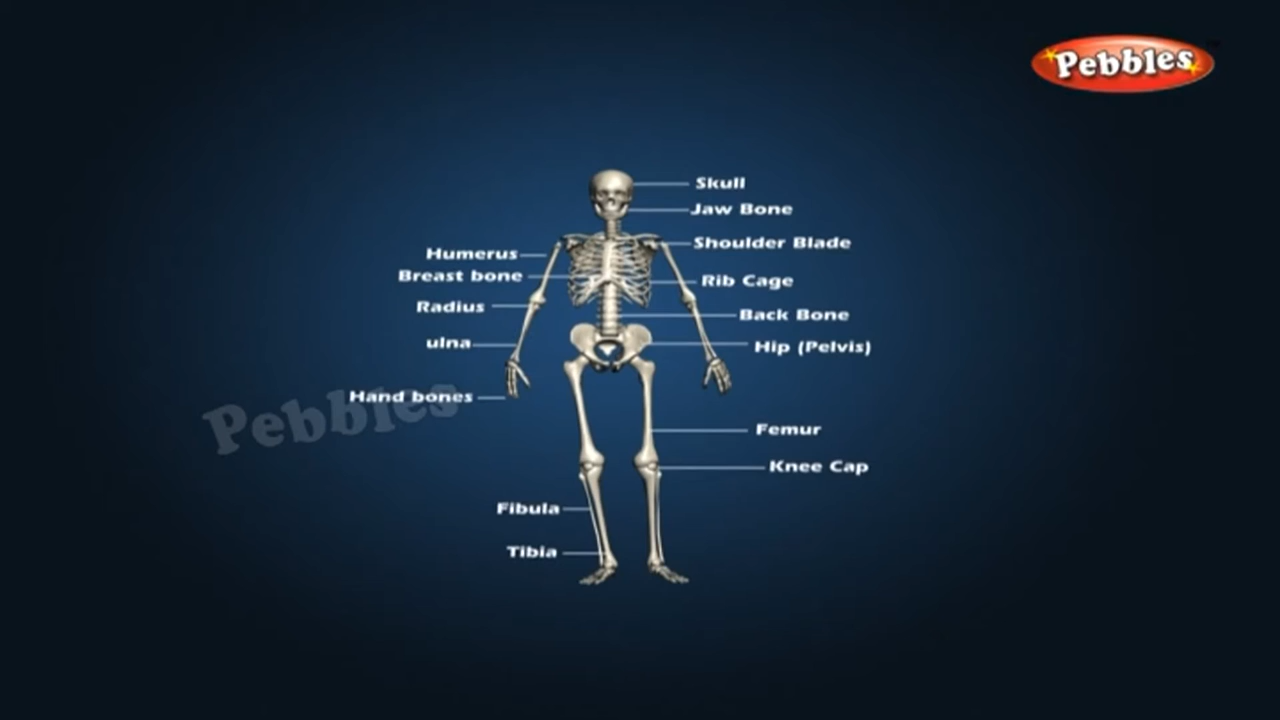 Pebbles
Skull
Jaw Bone
Shoulder Blade
Humerus
Breast bone
Rib Cage
Radius
Back Bone
ulna
Hip (Pelvis)
Hand bones
Pebbles
Femur
Knee Cap
Fibula
Tibia